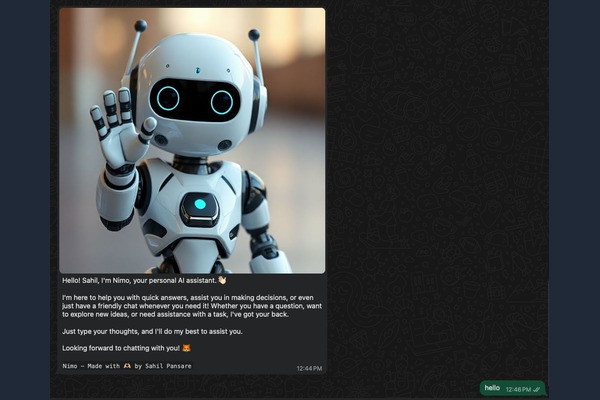 Hello! Sahil, I'm Nimo, your personal AI assistant. 👋🏻
I'm here to help you with quick answers, assist you in making decisions, or even
just have a friendly chat whenever you need it! Whether you have a question, want
to explore new ideas, or need assistance with a task, I've got your back.
Just type your thoughts, and I'll do my best to assist you.
Looking forward to chatting with you! 🐯
Nimo – Made with 🫶🏻 by Sahil Pansare
12:44 PM
hello 12:46 PM